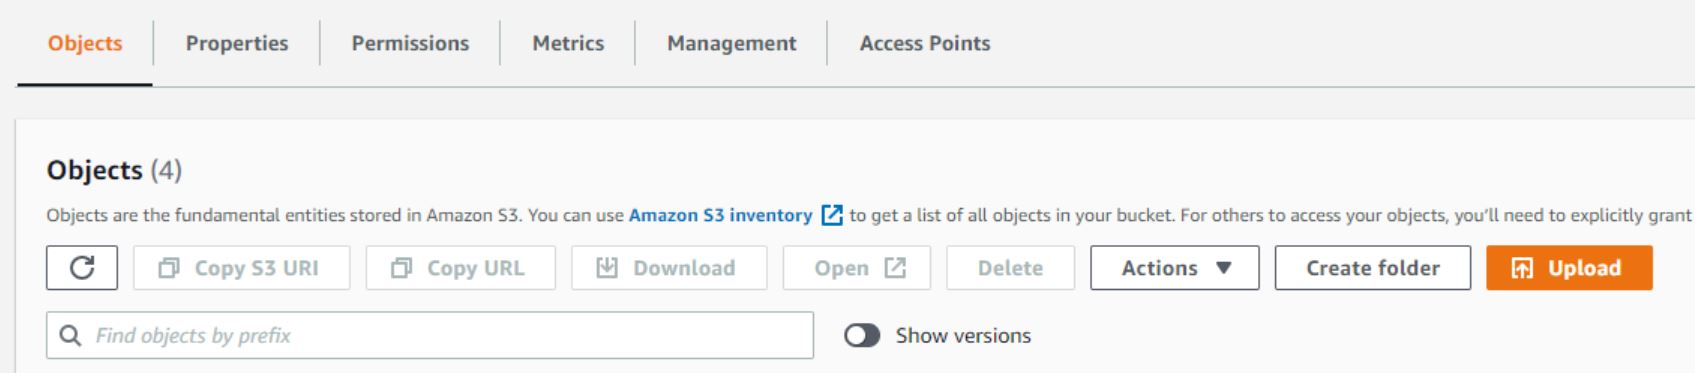 Objects Properties Permissions Metrics Management Access Points
Objects (4)
Objects are the fundamental entities stored in Amazon S3. You can use Amazon S3 inventory to get a list of all objects in your bucket. For others to access your objects, you'll need to explicitly grant
Copy S3 URI Copy URL Download Open Delete Actions Create folder Upload
Find objects by prefix Show versions